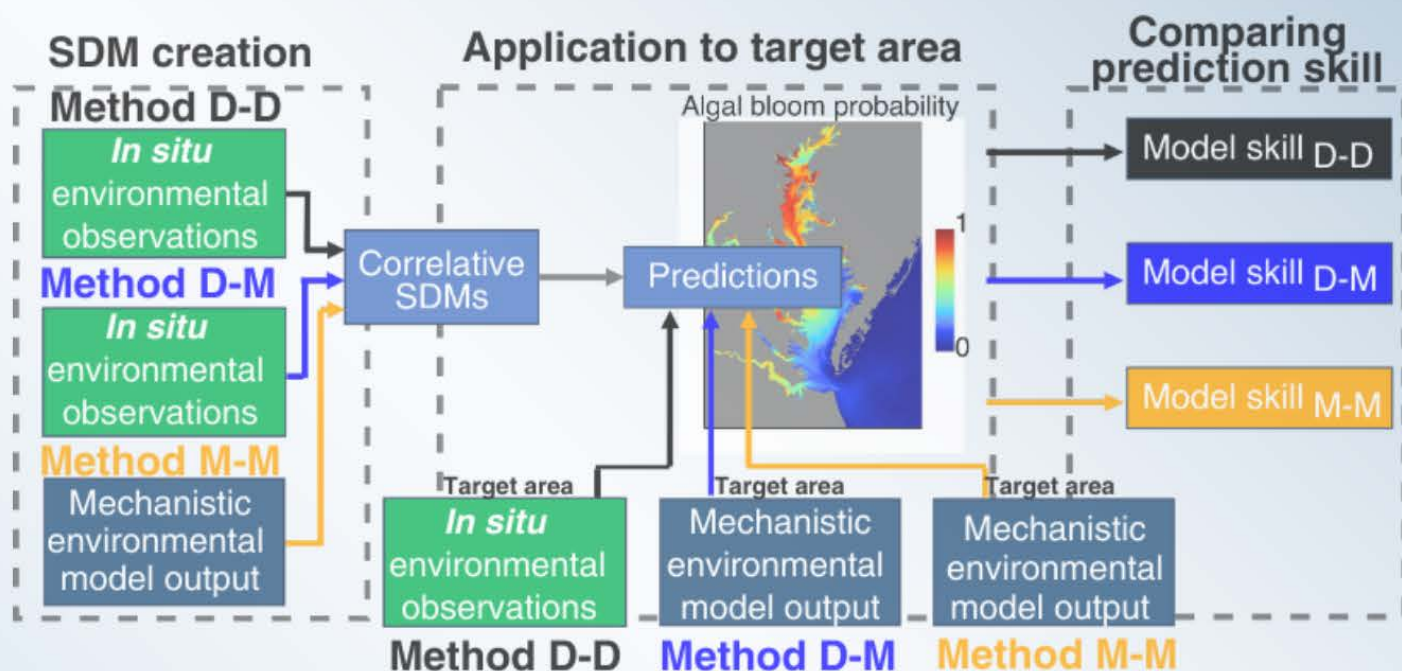 SDM creation
Method D-D
In situ
environmental
observations
Method D-M
In situ
environmental
observations
Method M-M
Mechanistic
environmental
model output
Correlative
SDMs
Application to target area
Algal bloom probability
1
0
Predictions
Target area
In situ
environmental
observations
Method D-D
Target area
Mechanistic
environmental
model output
Method D-M
Target area
Mechanistic
environmental
model output
Method M-M
Comparing
prediction skill
Model skill D-D
Model skill D-M
Model skill M-M